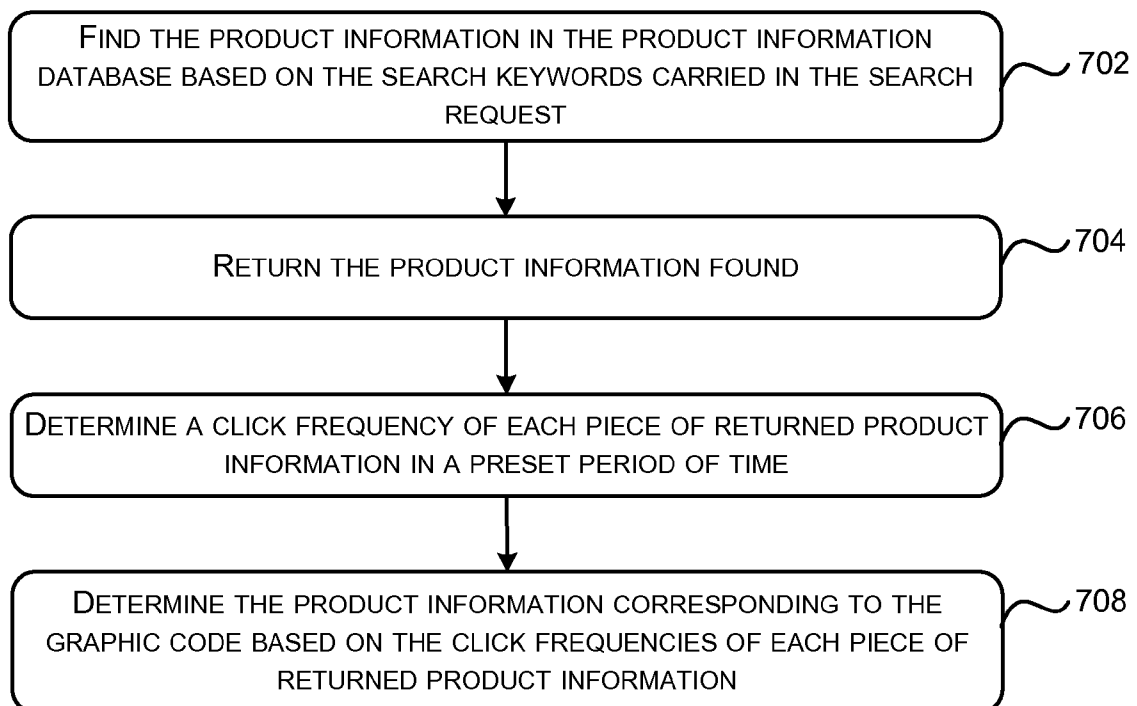 FIND THE PRODUCT INFORMATION IN THE PRODUCT INFORMATION
DATABASE BASED ON THE SEARCH KEYWORDS CARRIED IN THE SEARCH
REQUEST
702
RETURN THE PRODUCT INFORMATION FOUND
704
DETERMINE A CLICK FREQUENCY OF EACH PIECE OF RETURNED PRODUCT
INFORMATION IN A PRESET PERIOD OF TIME
706
DETERMINE THE PRODUCT INFORMATION CORRESPONDING TO THE
GRAPHIC CODE BASED ON THE CLICK FREQUENCIES OF EACH PIECE OF
RETURNED PRODUCT INFORMATION
708